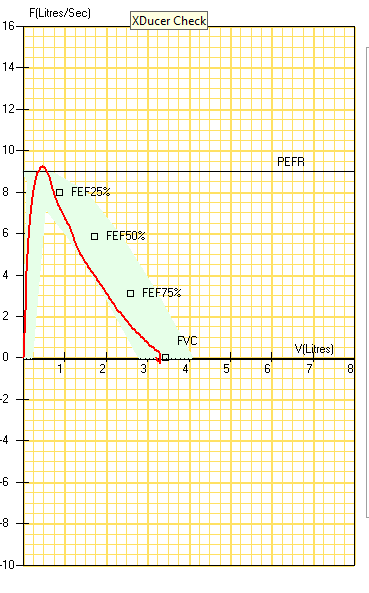 F(Litres/Sec)
XDucer Check
16
14
12
10
PEFR
8
FEF25%
6
FEF50%
4
FEF75%
2
FVC
V(Litres)
0
1 2 3 4 5 6 7 8
-2
-4
-6
-8
-10